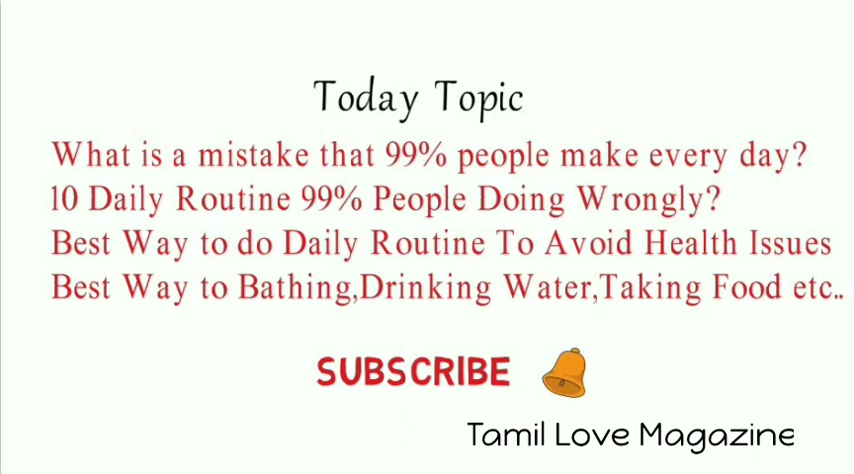 Today Topic
What is a mistake that 99% people make every day?
10 Daily Routine 99% People Doing Wrongly?
Best Way to do Daily Routine To Avoid Health Issues
Best Way to Bathing,Drinking Water,Taking Food etc..
SUBSCRIBE
Tamil Love Magazine